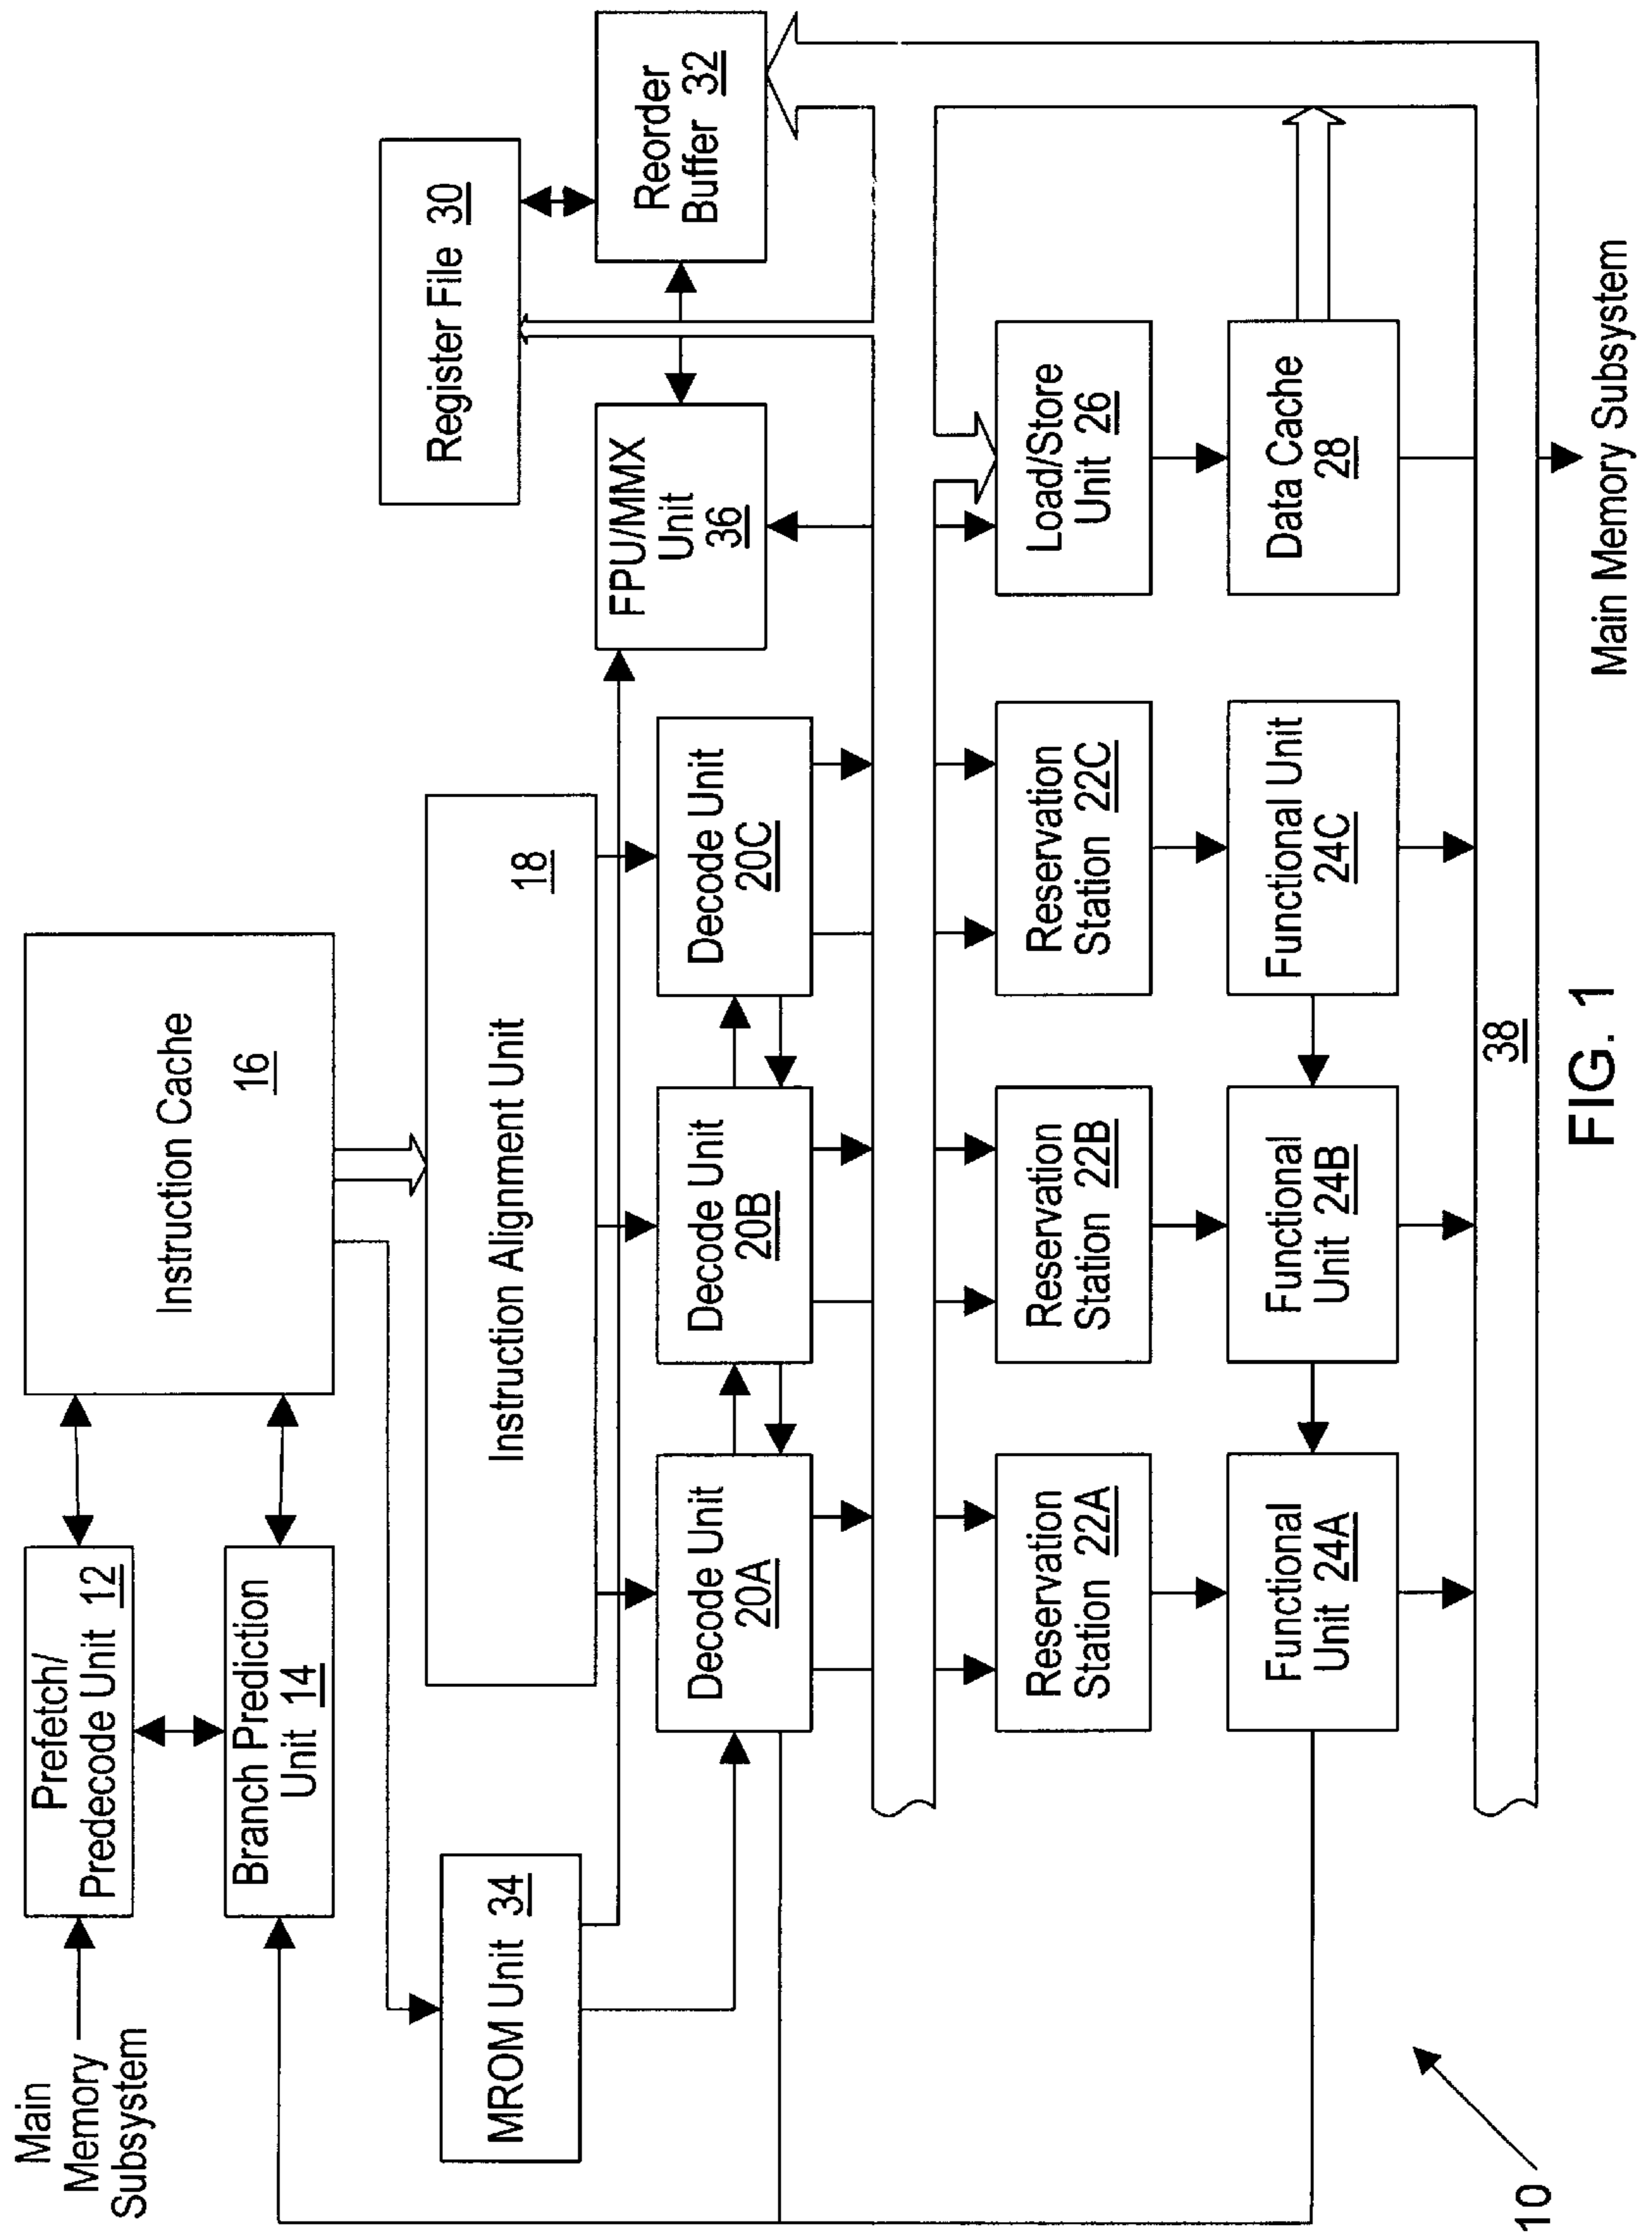 Main
Memory
Subsystem
Prefetch/
Predecode Unit 12
Branch Prediction
Unit 14
Instruction Cache
16
MROM Unit 34
Instruction Alignment Unit
18
Register File 30
Decode Unit
20A
Decode Unit
20B
Decode Unit
20C
FPU/MMX
Unit
36
Reorder
Buffer 32
Reservation
Station 22A
Reservation
Station 22B
Reservation
Station 22C
Load/Store
Unit 26
Functional
Unit 24A
Functional
Unit 24B
Functional Unit
24C
Data Cache
28
38
Main Memory Subsystem
10
FIG. 1